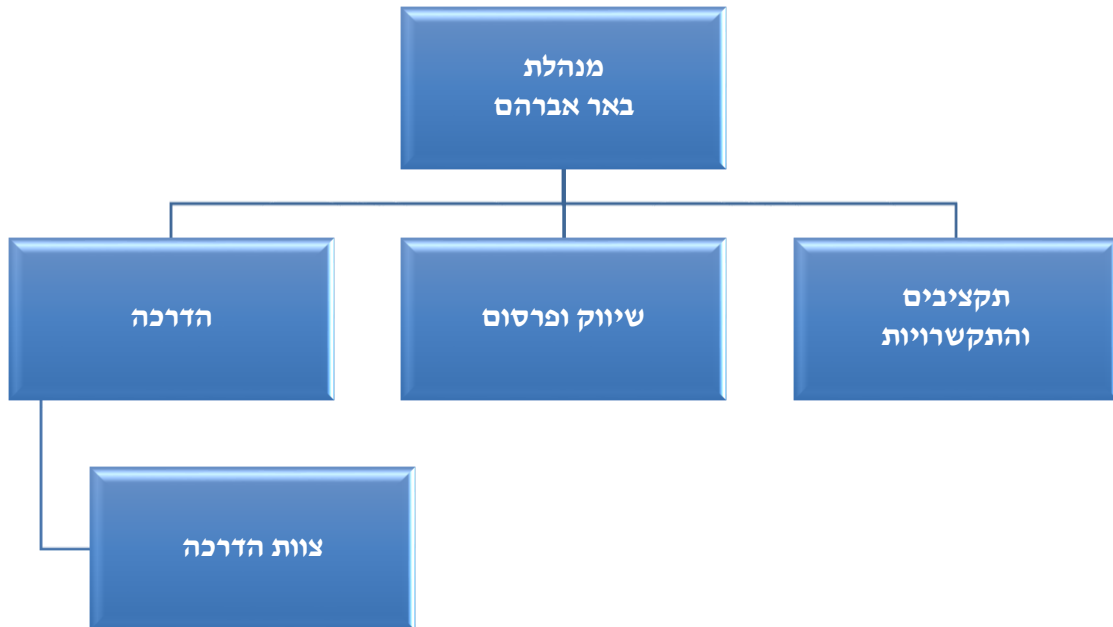 מנהלת
באר אברהם
תקציבים
והתקשרויות
שיווק ופרסום
הדרכה
צוות הדרכה